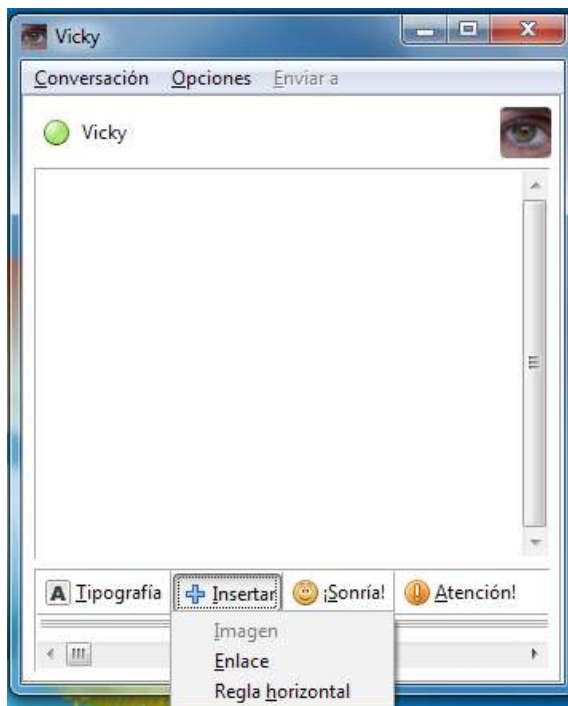 Vicky
Conversación Opciones Enviar a
Vicky
A Tipografía Insertar ¡Sonría! Atención!
Imagen
Enlace
Regla horizontal